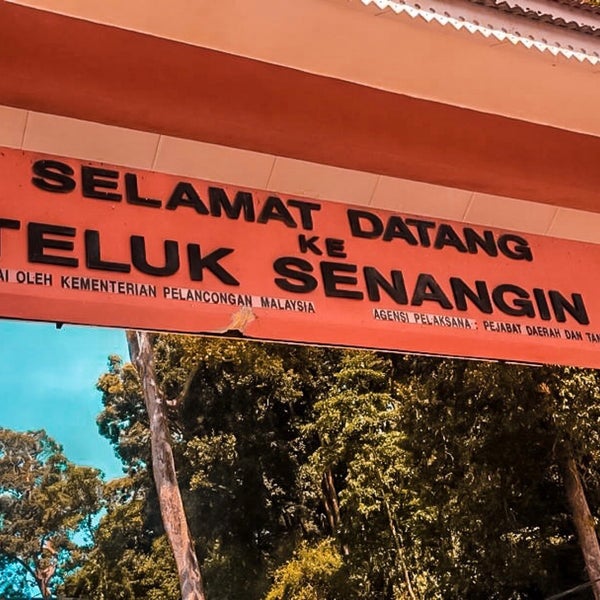 SELAMAT DATANG
KE
TELUK SENANGIN
OLEH KEMENTERIAN PELANCONGAN MALAYSIA
AGENSI PELAKSANA : PEJABAT DAERAH DAN